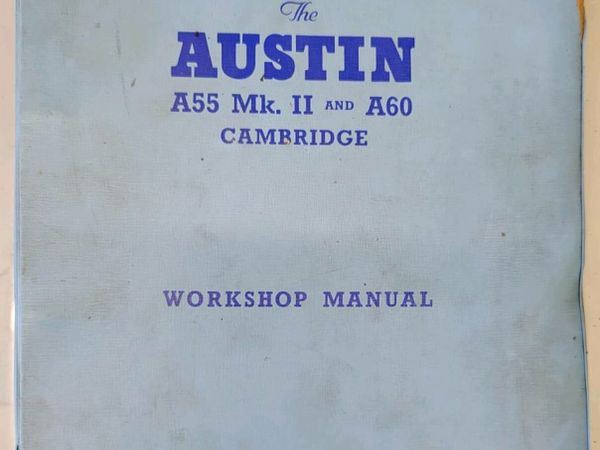 The
AUSTIN
A55 Mk. II AND A60
CAMBRIDGE
WORKSHOP MANUAL